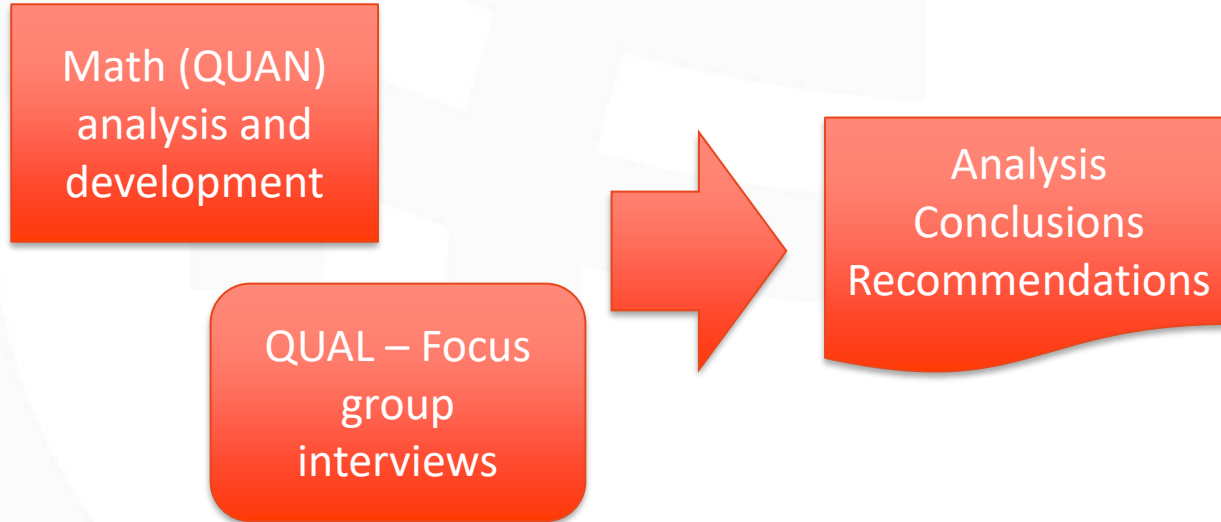 Math (QUAN)
analysis and
development
QUAL – Focus
group
interviews
Analysis
Conclusions
Recommendations